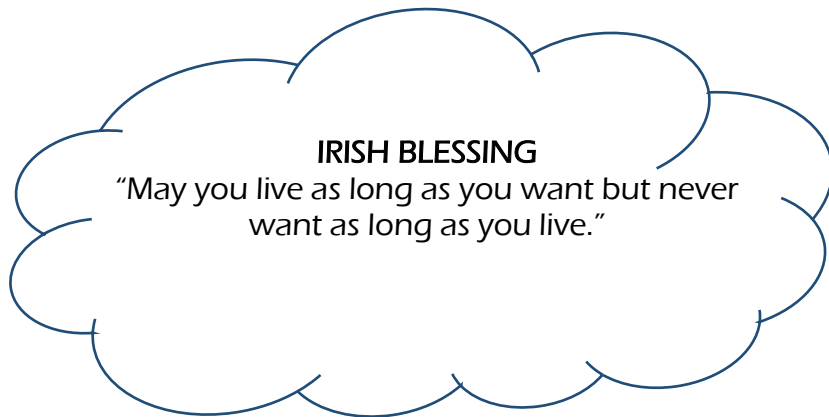 IRISH BLESSING
“May you live as long as you want but never
want as long as you live.”